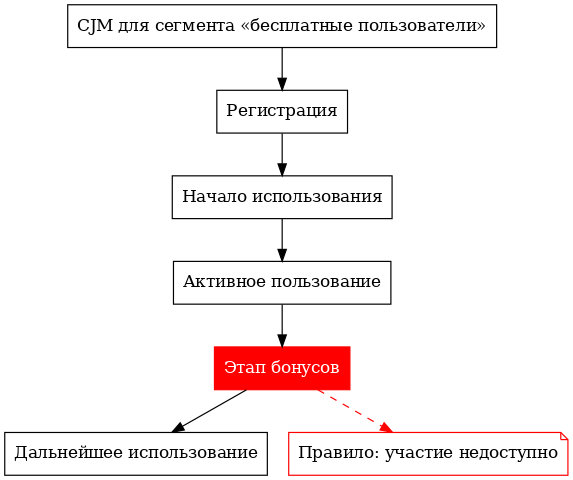 CJM для сегмента «бесплатные пользователи»
Регистрация
Начало использования
Активное пользование
Этап бонусов
Дальнейшее использование
Правило: участие недоступно